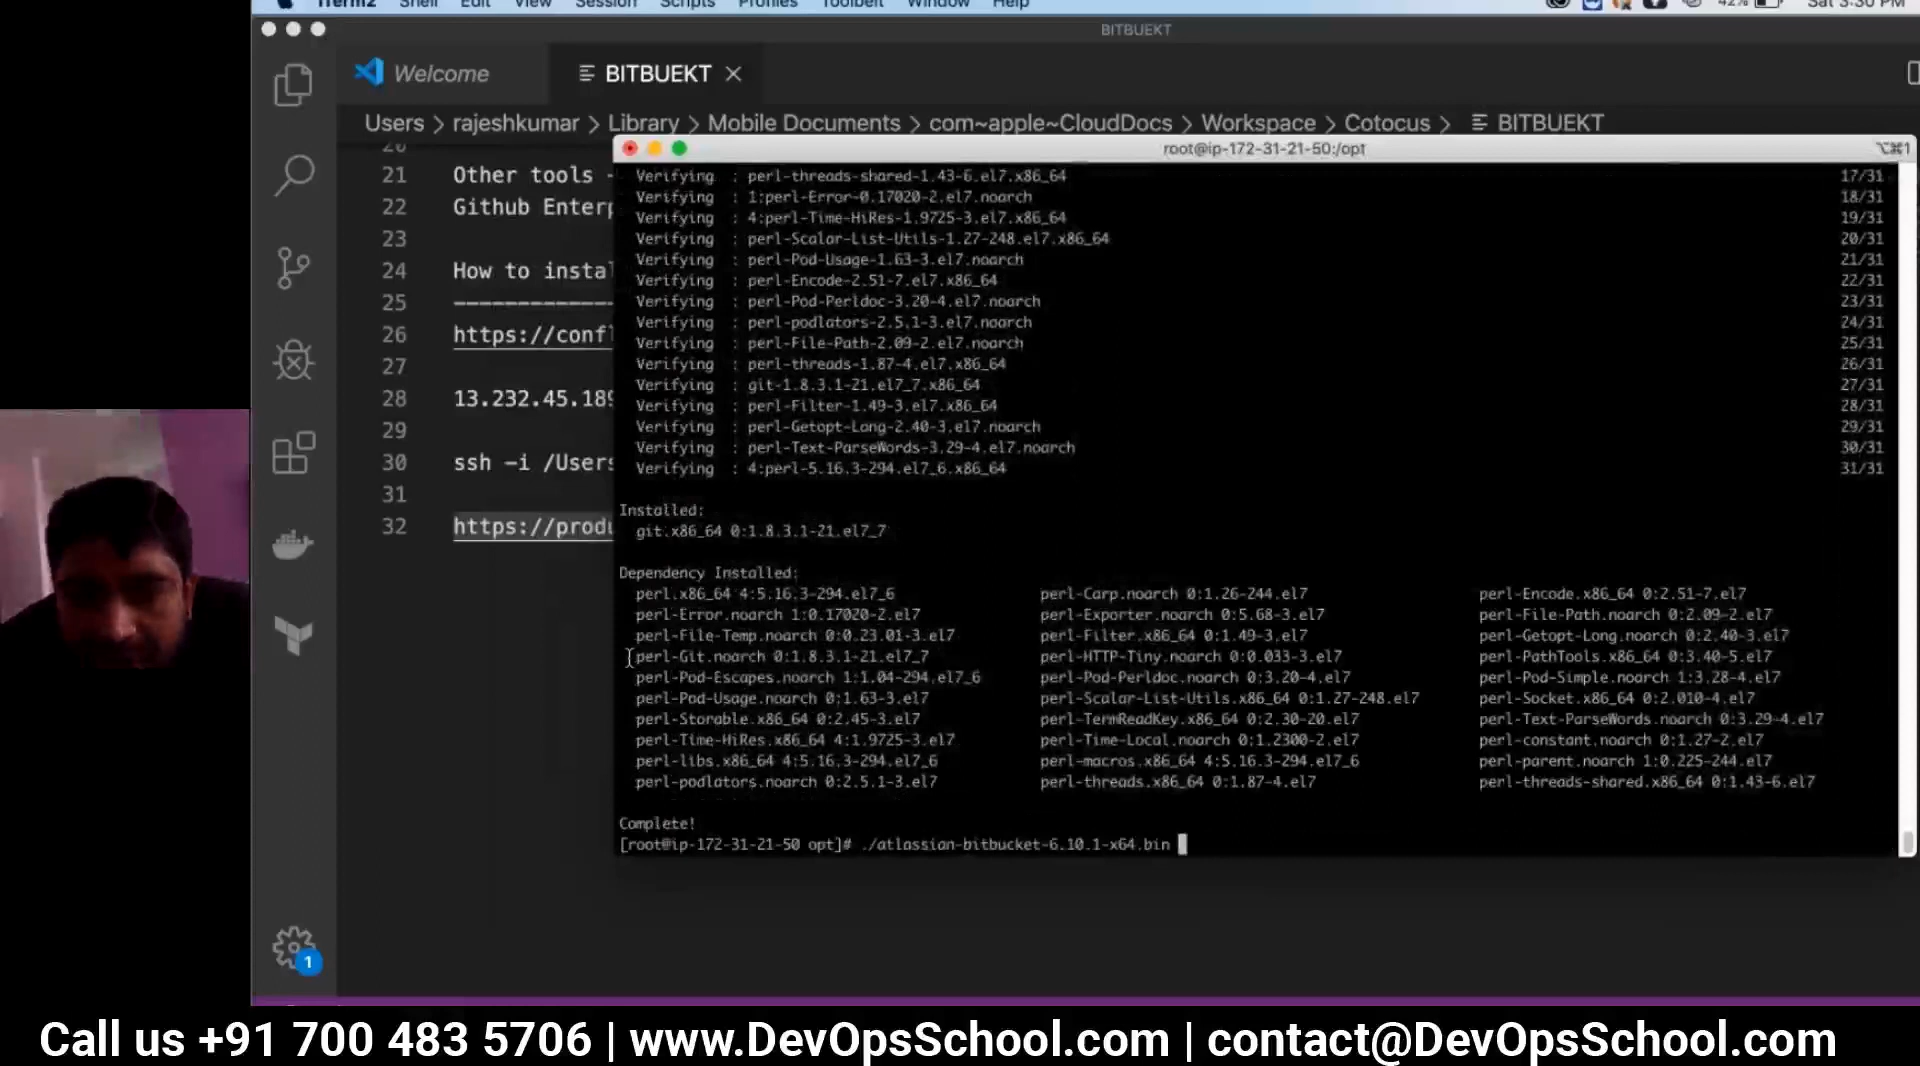 iTerm2 Shell Edit View Session Scripts Profiles Toolbelt Window Help 42% Sat 3:30 PM
BITBUEKT
Welcome BITBUEKT
Users > rajeshkumar > Library > Mobile Documents > com~apple~CloudDocs > Workspace > Cotocus > BITBUEKT
root@ip-172-31-21-50:/opt ⌥⌘1
20
21 Other tools -
22 Github Enterp
23
24 How to instal
25 -------------
26 https://conf
27
28 13.232.45.189
29
30 ssh -i /Users
31
32 https://produ
Verifying : perl-threads-shared-1.43-6.el7.x86_64 17/31
Verifying : 1:perl-Error-0.17020-2.el7.noarch 18/31
Verifying : 4:perl-Time-HiRes-1.9725-3.el7.x86_64 19/31
Verifying : perl-Scalar-List-Utils-1.27-248.el7.x86_64 20/31
Verifying : perl-Pod-Usage-1.63-3.el7.noarch 21/31
Verifying : perl-Encode-2.51-7.el7.x86_64 22/31
Verifying : perl-Pod-Perldoc-3.20-4.el7.noarch 23/31
Verifying : perl-podlators-2.5.1-3.el7.noarch 24/31
Verifying : perl-File-Path-2.09-2.el7.noarch 25/31
Verifying : perl-threads-1.87-4.el7.x86_64 26/31
Verifying : git-1.8.3.1-21.el7_7.x86_64 27/31
Verifying : perl-Filter-1.49-3.el7.x86_64 28/31
Verifying : perl-Getopt-Long-2.40-3.el7.noarch 29/31
Verifying : perl-Text-ParseWords-3.29-4.el7.noarch 30/31
Verifying : 4:perl-5.16.3-294.el7_6.x86_64 31/31
Installed:
git.x86_64 0:1.8.3.1-21.el7_7
Dependency Installed:
perl.x86_64 4:5.16.3-294.el7_6 perl-Carp.noarch 0:1.26-244.el7 perl-Encode.x86_64 0:2.51-7.el7
perl-Error.noarch 1:0.17020-2.el7 perl-Exporter.noarch 0:5.68-3.el7 perl-File-Path.noarch 0:2.09-2.el7
perl-File-Temp.noarch 0:0.23.01-3.el7 perl-Filter.x86_64 0:1.49-3.el7 perl-Getopt-Long.noarch 0:2.40-3.el7
perl-Git.noarch 0:1.8.3.1-21.el7_7 perl-HTTP-Tiny.noarch 0:0.033-3.el7 perl-PathTools.x86_64 0:3.40-5.el7
perl-Pod-Escapes.noarch 1:1.04-294.el7_6 perl-Pod-Perldoc.noarch 0:3.20-4.el7 perl-Pod-Simple.noarch 1:3.28-4.el7
perl-Pod-Usage.noarch 0:1.63-3.el7 perl-Scalar-List-Utils.x86_64 0:1.27-248.el7 perl-Socket.x86_64 0:2.010-4.el7
perl-Storable.x86_64 0:2.45-3.el7 perl-TermReadKey.x86_64 0:2.30-20.el7 perl-Text-ParseWords.noarch 0:3.29-4.el7
perl-Time-HiRes.x86_64 4:1.9725-3.el7 perl-Time-Local.noarch 0:1.2300-2.el7 perl-constant.noarch 0:1.27-2.el7
perl-libs.x86_64 4:5.16.3-294.el7_6 perl-macros.x86_64 4:5.16.3-294.el7_6 perl-parent.noarch 1:0.225-244.el7
perl-podlators.noarch 0:2.5.1-3.el7 perl-threads.x86_64 0:1.87-4.el7 perl-threads-shared.x86_64 0:1.43-6.el7
Complete!
[root@ip-172-31-21-50 opt]# ./atlassian-bitbucket-6.10.1-x64.bin
1
Call us +91 700 483 5706 | www.DevOpsSchool.com | contact@DevOpsSchool.com